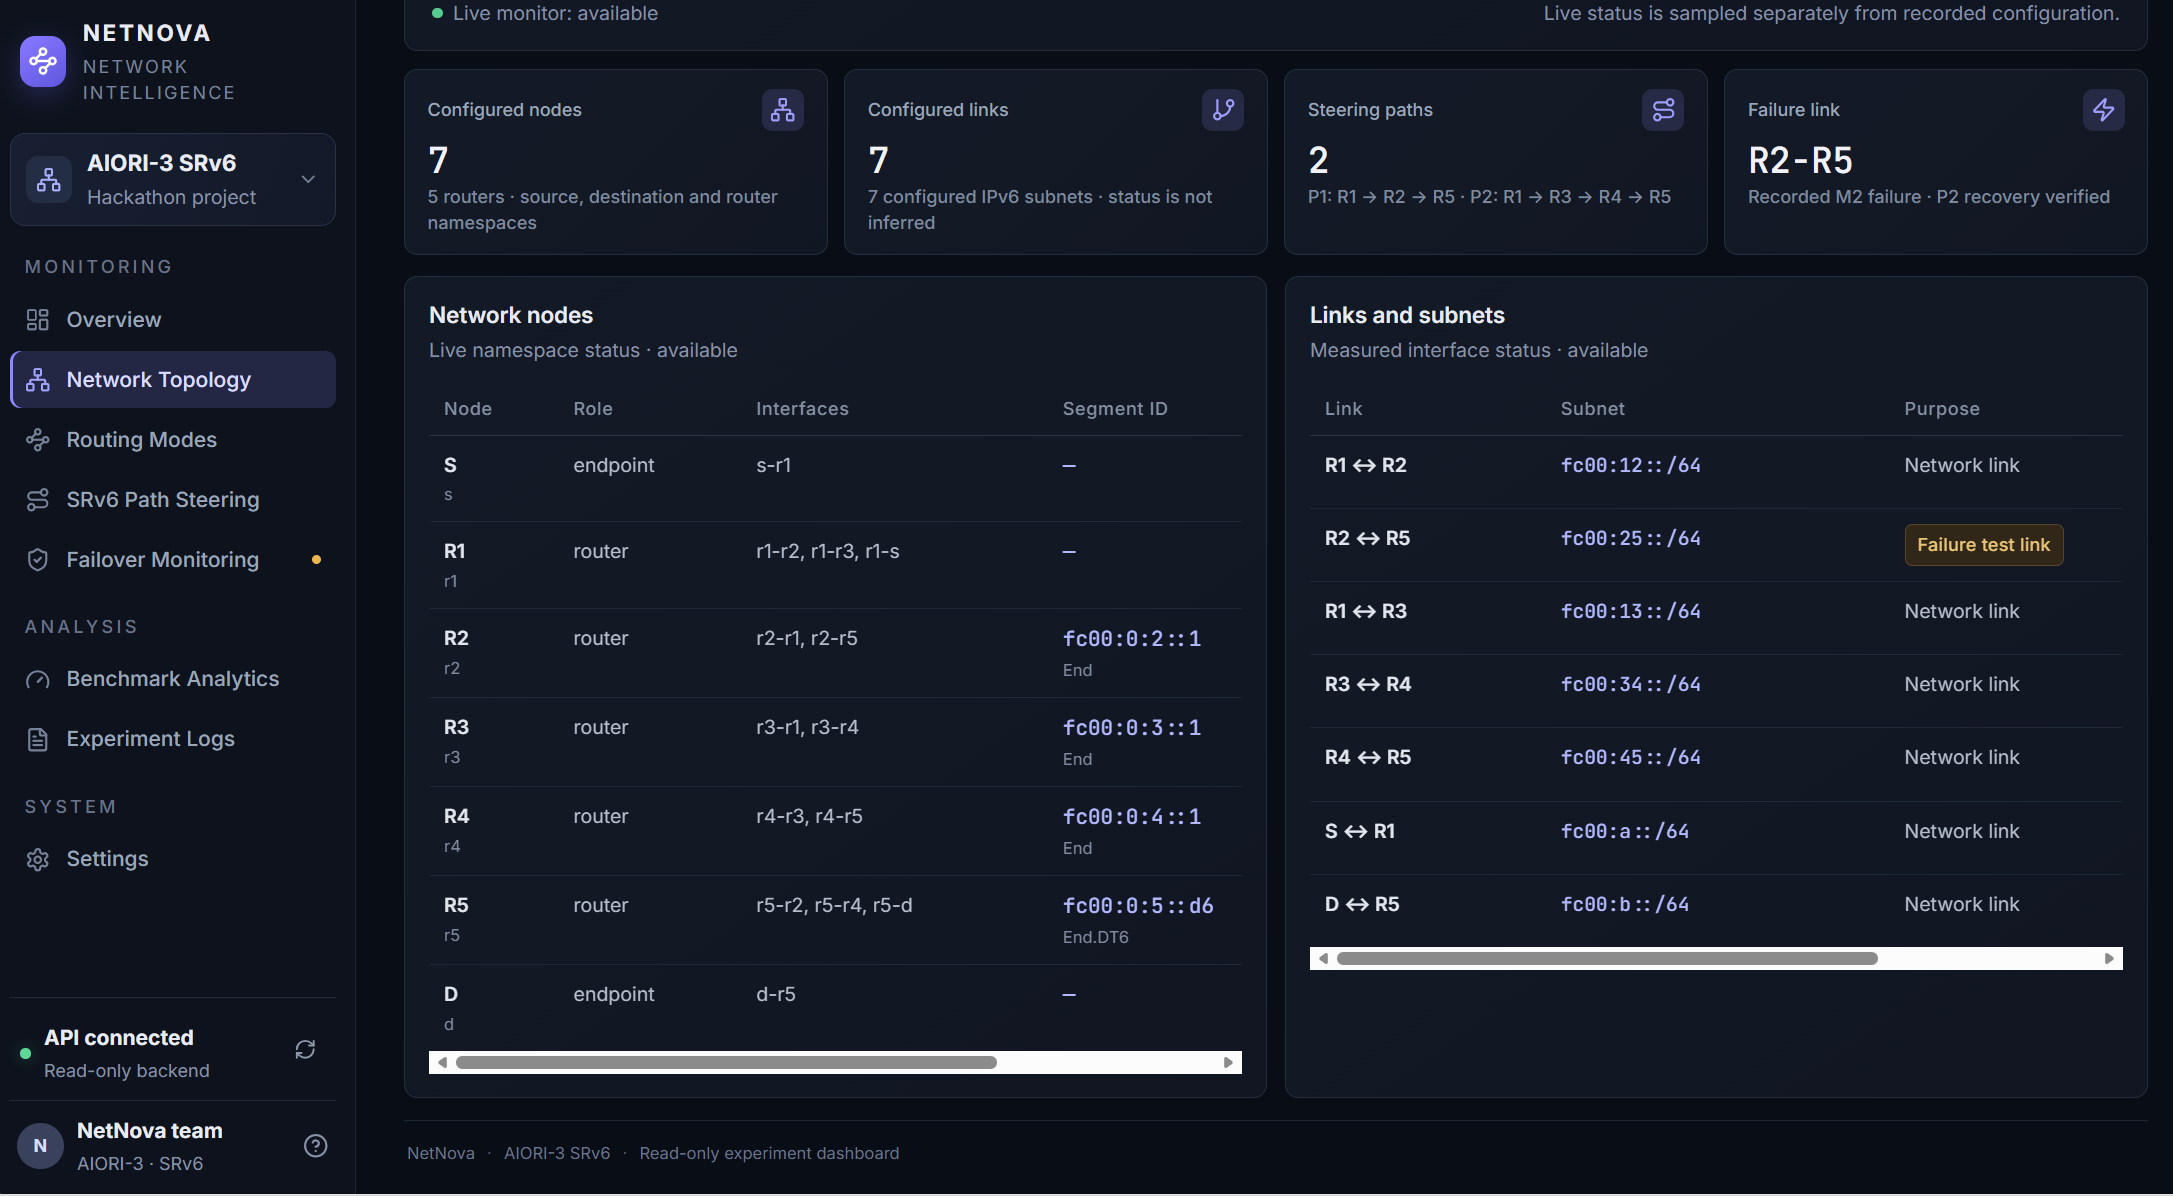 NETNOVA
NETWORK
INTELLIGENCE
AIORI-3 SRv6
Hackathon project
MONITORING
Overview
Network Topology
Routing Modes
SRv6 Path Steering
Failover Monitoring
ANALYSIS
Benchmark Analytics
Experiment Logs
SYSTEM
Settings
API connected
Read-only backend
N
NetNova team
AIORI-3 · SRv6
Live monitor: available
Live status is sampled separately from recorded configuration.
Configured nodes
7
5 routers · source, destination and router
namespaces
Configured links
7
7 configured IPv6 subnets · status is not
inferred
Steering paths
2
P1: R1 → R2 → R5 · P2: R1 → R3 → R4 → R5
Failure link
R2-R5
Recorded M2 failure · P2 recovery verified
Network nodes
Live namespace status · available
Node Role Interfaces Segment ID
S endpoint s-r1 —
s
R1 router r1-r2, r1-r3, r1-s —
r1
R2 router r2-r1, r2-r5 fc00:0:2::1
r2 End
R3 router r3-r1, r3-r4 fc00:0:3::1
r3 End
R4 router r4-r3, r4-r5 fc00:0:4::1
r4 End
R5 router r5-r2, r5-r4, r5-d fc00:0:5::d6
r5 End.DT6
D endpoint d-r5 —
d
Links and subnets
Measured interface status · available
Link Subnet Purpose
R1 ↔ R2 fc00:12::/64 Network link
R2 ↔ R5 fc00:25::/64 Failure test link
R1 ↔ R3 fc00:13::/64 Network link
R3 ↔ R4 fc00:34::/64 Network link
R4 ↔ R5 fc00:45::/64 Network link
S ↔ R1 fc00:a::/64 Network link
D ↔ R5 fc00:b::/64 Network link
NetNova · AIORI-3 SRv6 · Read-only experiment dashboard